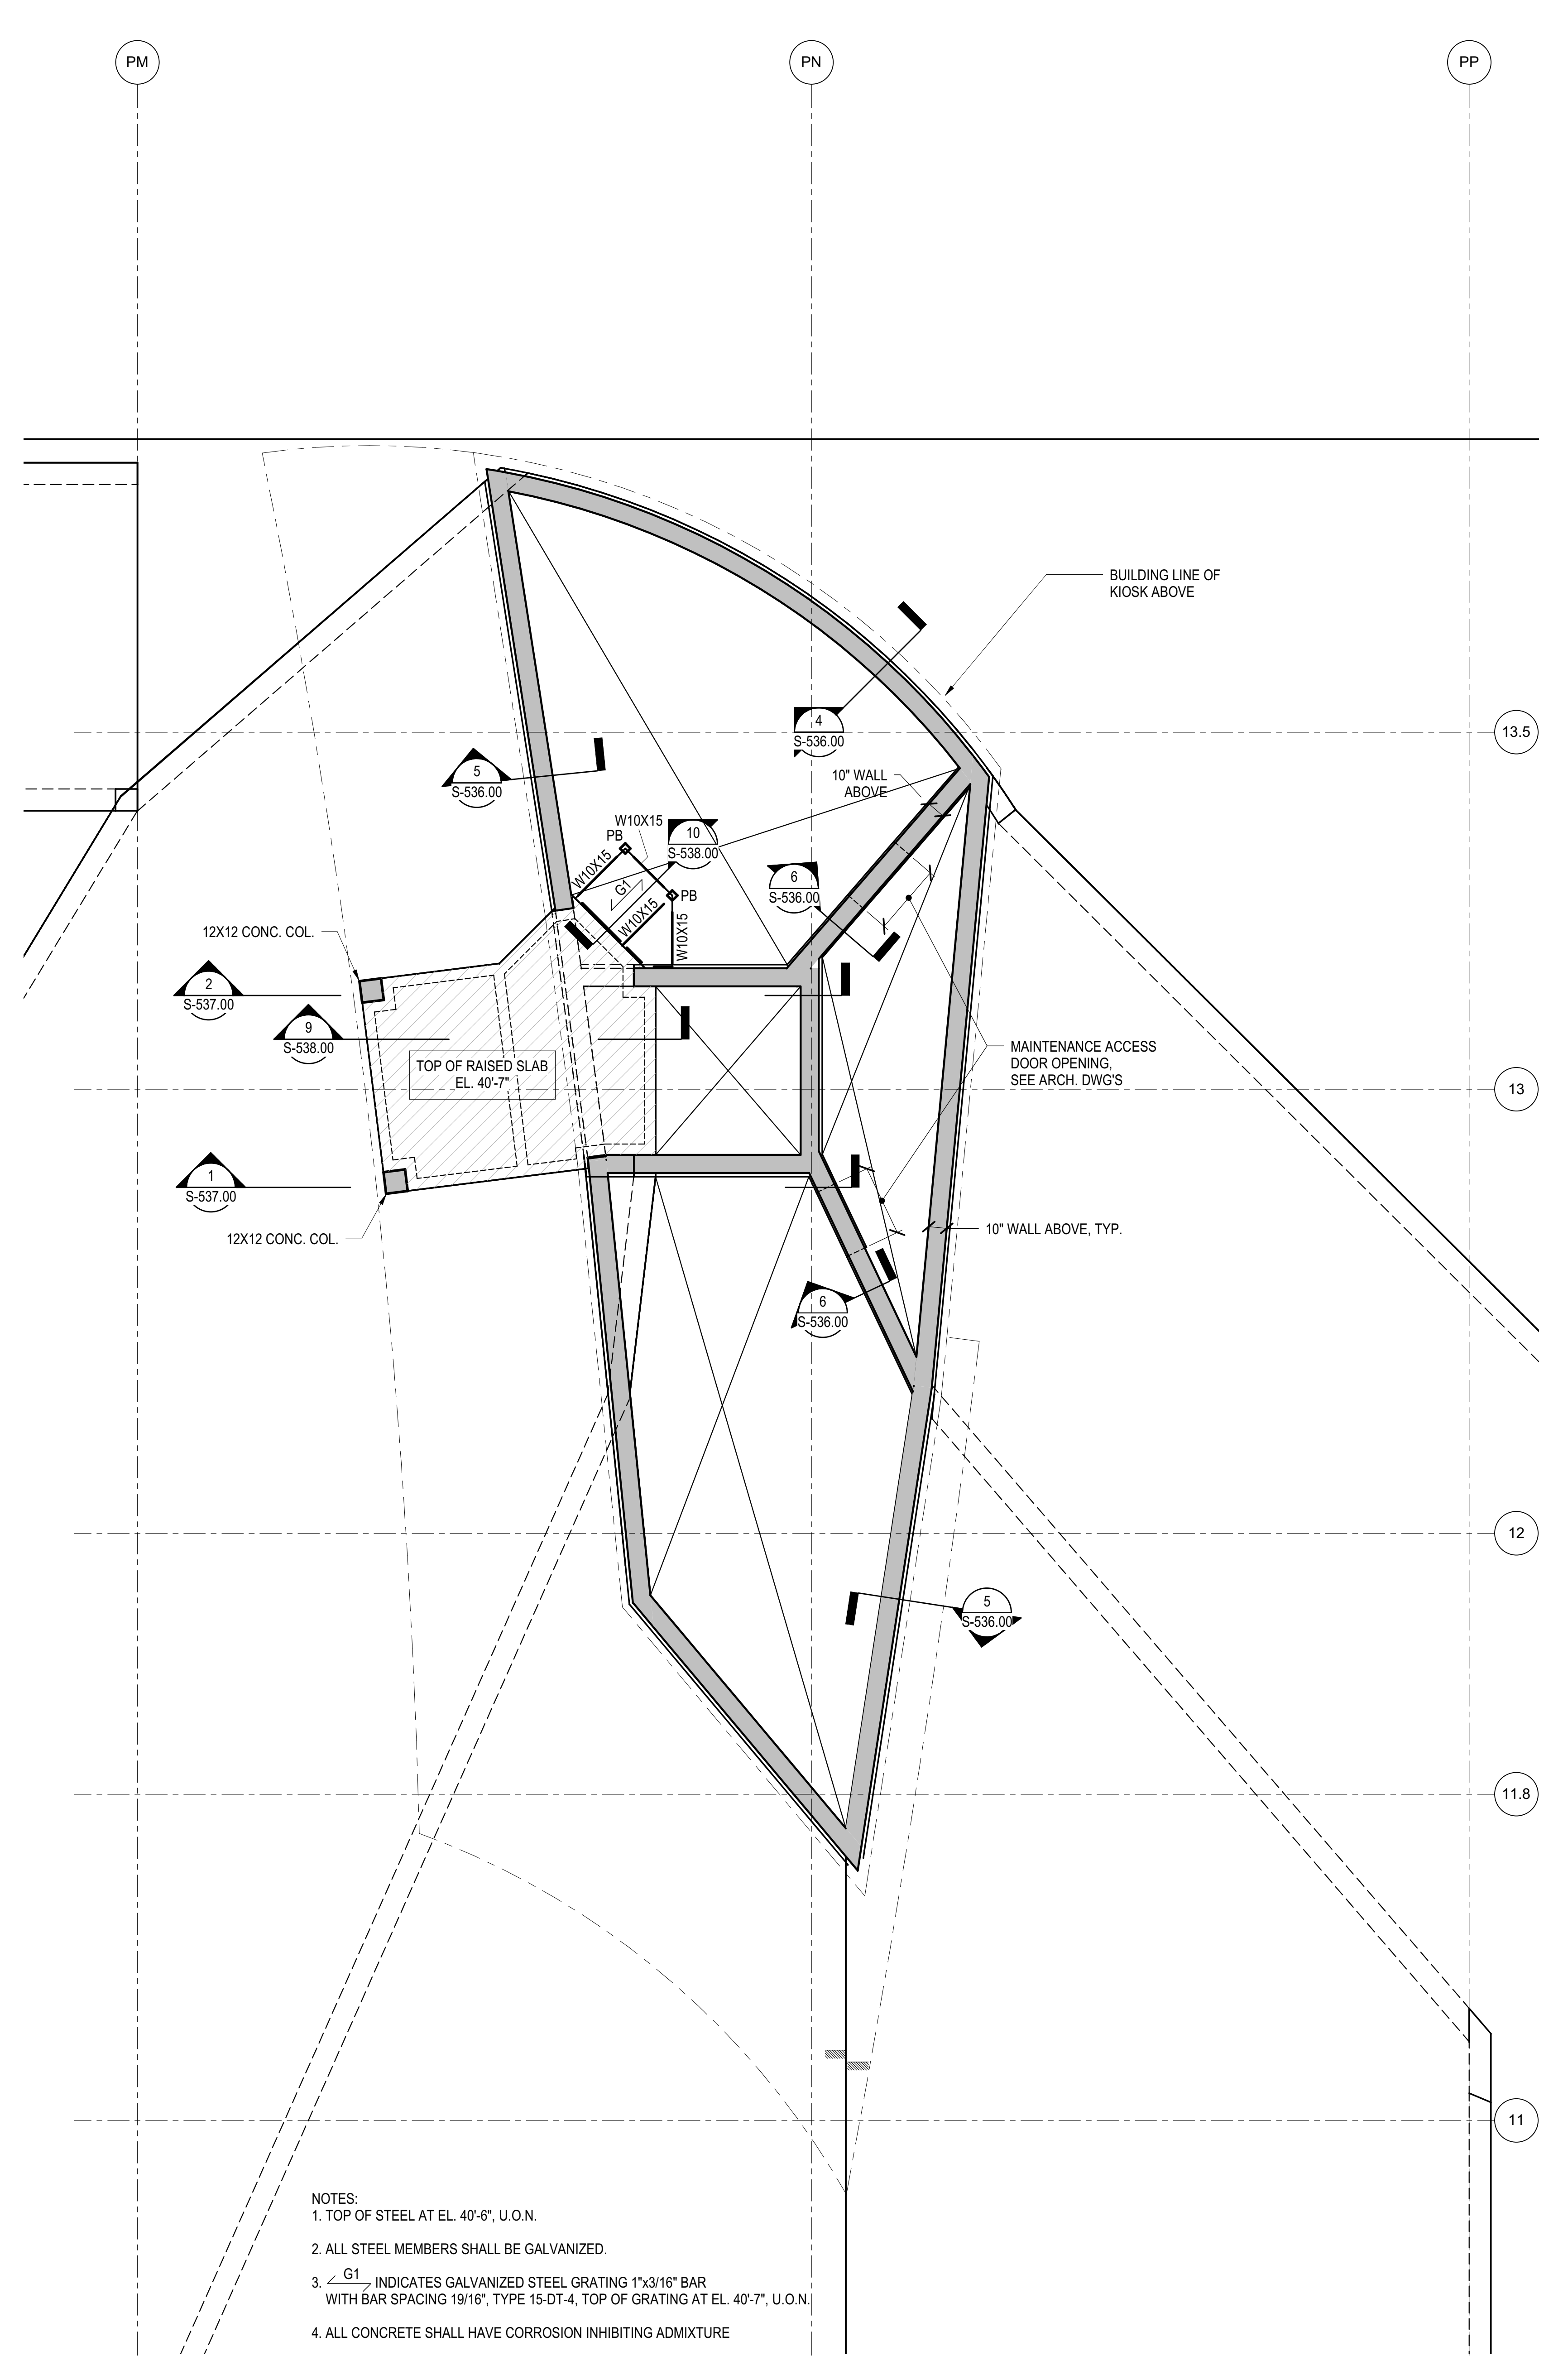 PM
PN
PP
BUILDING LINE OF
KIOSK ABOVE
4
S-536.00
13.5
5
S-536.00
10" WALL
ABOVE
W10X15
PB
10
S-538.00
W10X15
G1
6
S-536.00
PB
W10X15
W10X15
12X12 CONC. COL.
2
S-537.00
9
S-538.00
TOP OF RAISED SLAB
EL. 40'-7"
MAINTENANCE ACCESS
DOOR OPENING,
SEE ARCH. DWG'S
13
1
S-537.00
12X12 CONC. COL.
10" WALL ABOVE, TYP.
6
S-536.00
12
5
S-536.00
11.8
11
NOTES:
1. TOP OF STEEL AT EL. 40'-6", U.O.N.
2. ALL STEEL MEMBERS SHALL BE GALVANIZED.
3. G1 INDICATES GALVANIZED STEEL GRATING 1"x3/16" BAR
WITH BAR SPACING 19/16", TYPE 15-DT-4, TOP OF GRATING AT EL. 40'-7", U.O.N.
4. ALL CONCRETE SHALL HAVE CORROSION INHIBITING ADMIXTURE